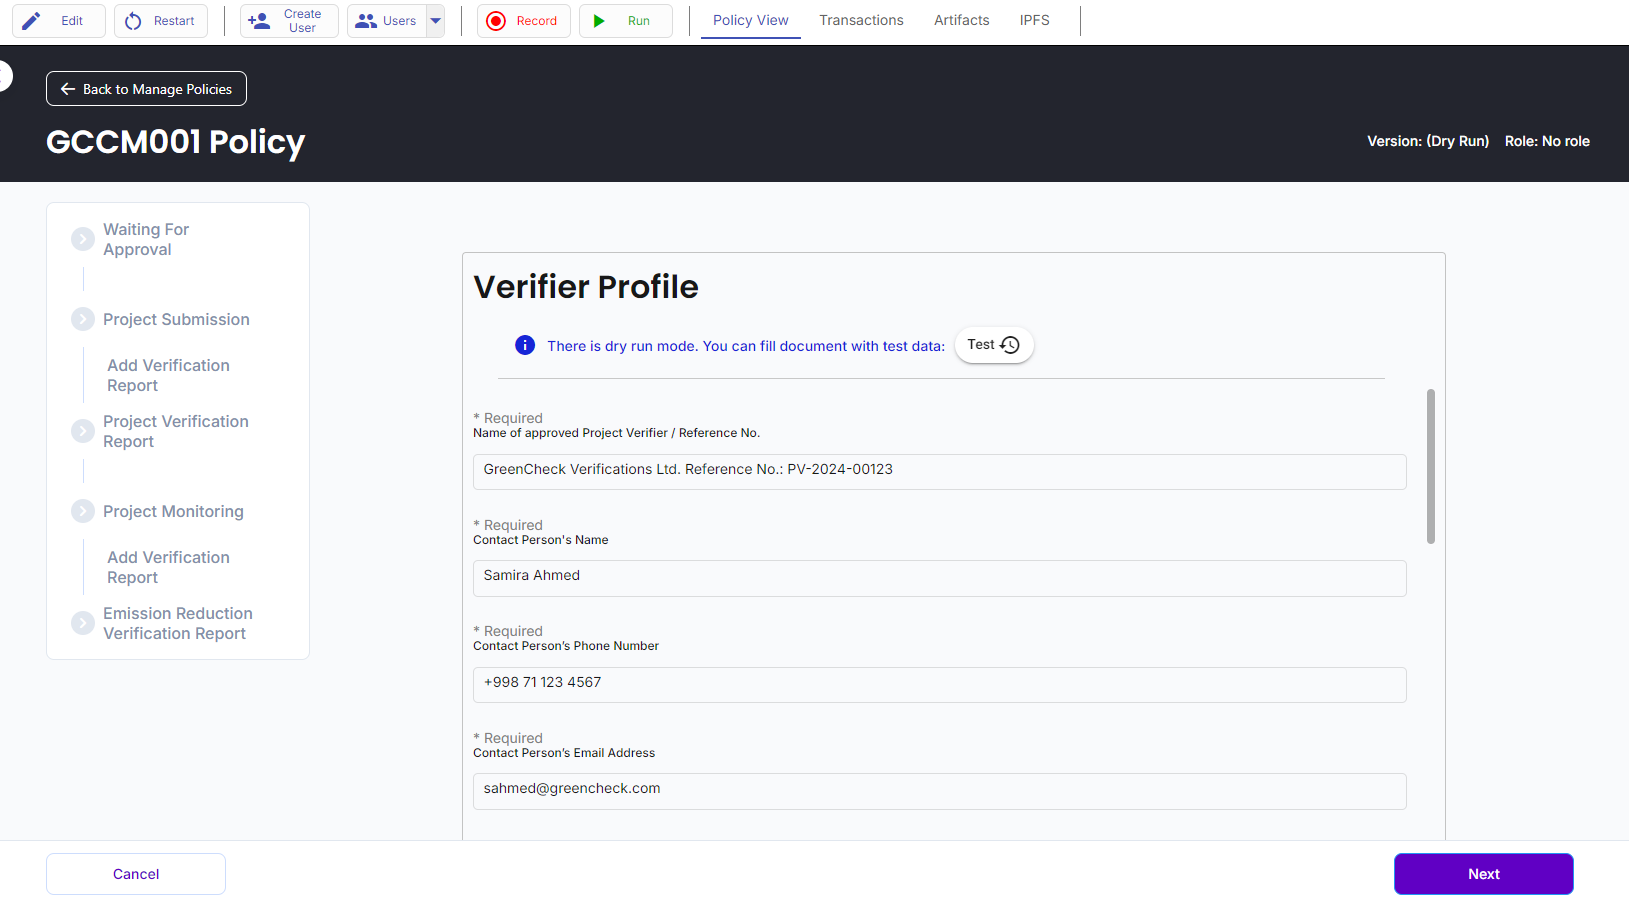 Edit
Restart
Create
User
Users
Record
Run
Policy View
Transactions
Artifacts
IPFS
Back to Manage Policies
GCCM001 Policy
Version: (Dry Run)
Role: No role
Waiting For
Approval
Project Submission
Add Verification
Report
Project Verification
Report
Project Monitoring
Add Verification
Report
Emission Reduction
Verification Report
Verifier Profile
There is dry run mode. You can fill document with test data:
Test
* Required
Name of approved Project Verifier / Reference No.
GreenCheck Verifications Ltd. Reference No.: PV-2024-00123
* Required
Contact Person's Name
Samira Ahmed
* Required
Contact Person’s Phone Number
+998 71 123 4567
* Required
Contact Person’s Email Address
sahmed@greencheck.com
Cancel
Next